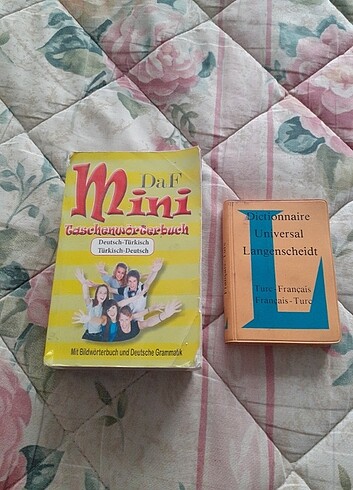 DaF
Mini
taschenwörterbuch
Deutsch-Türkisch
Türkisch-Deutsch
Mit Bildwörterbuch und Deutsche Grammatik
Dictionnaire
Universal
Langenscheidt
L
Turc-Français
Français-Turc